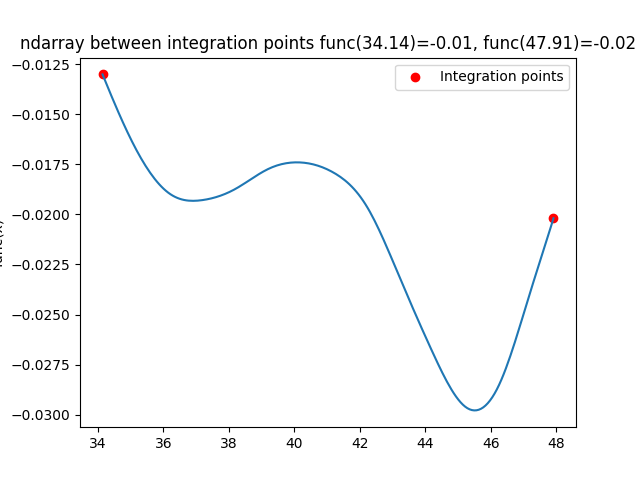 ndarray between integration points func(34.14)=-0.01, func(47.91)=-0.02
Integration points
−0.0125
−0.0150
−0.0175
−0.0200
−0.0225
−0.0250
−0.0275
−0.0300
34 36 38 40 42 44 46 48